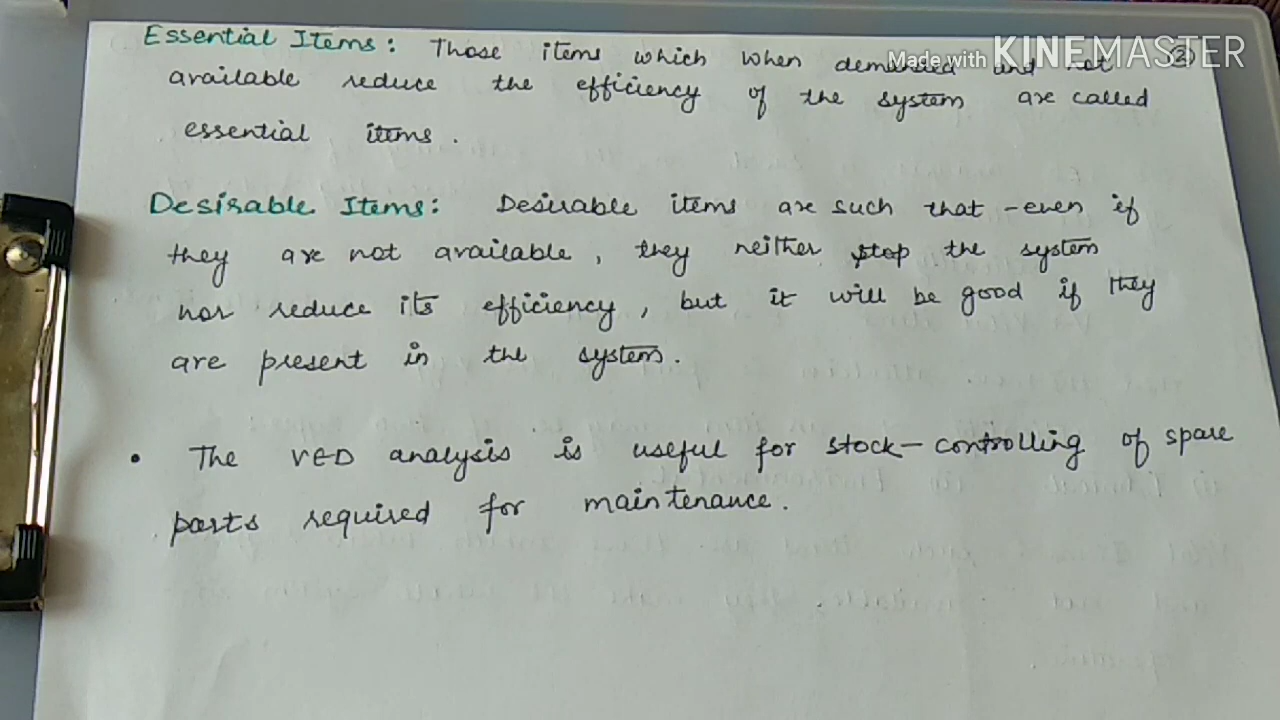 Essential Items: Those items which when demanded and not ②
Made with KINEMASTER
available reduce the efficiency of the system are called
essential items.
Desirable Items: Desirable items are such that - even if
they are not available, they neither stop the system
nor reduce its efficiency, but it will be good if they
are present in the system.
• The VED analysis is useful for stock - controlling of spare
parts required for maintenance.